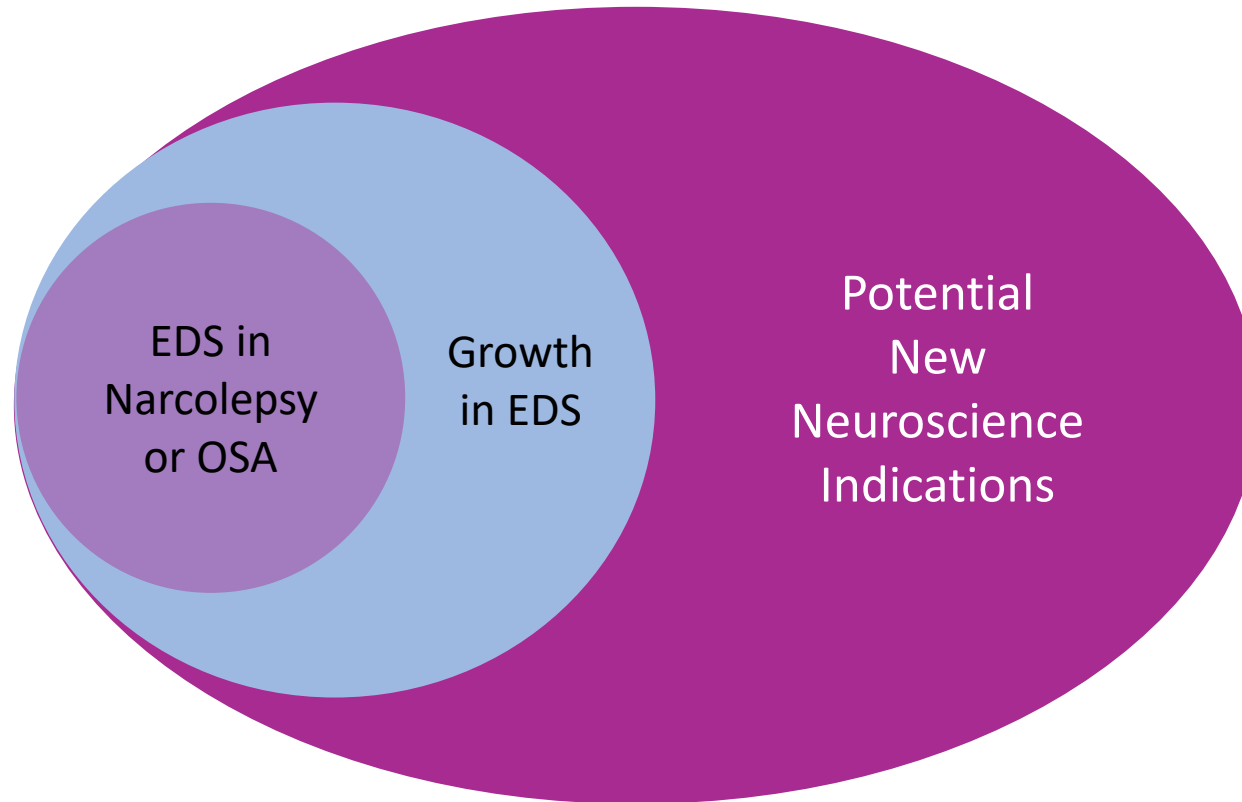 EDS in
Narcolepsy
or OSA
Growth
in EDS
Potential
New
Neuroscience
Indications